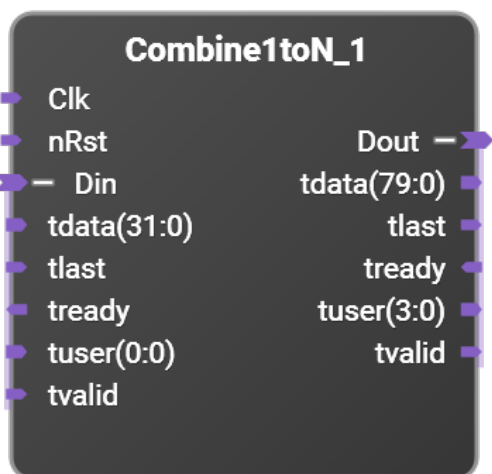 Combine1toN_1
Clk
nRst
Dout
Din
tdata(79:0)
tdata(31:0)
tlast
tlast
tready
tready
tuser(3:0)
tuser(0:0)
tvalid
tvalid